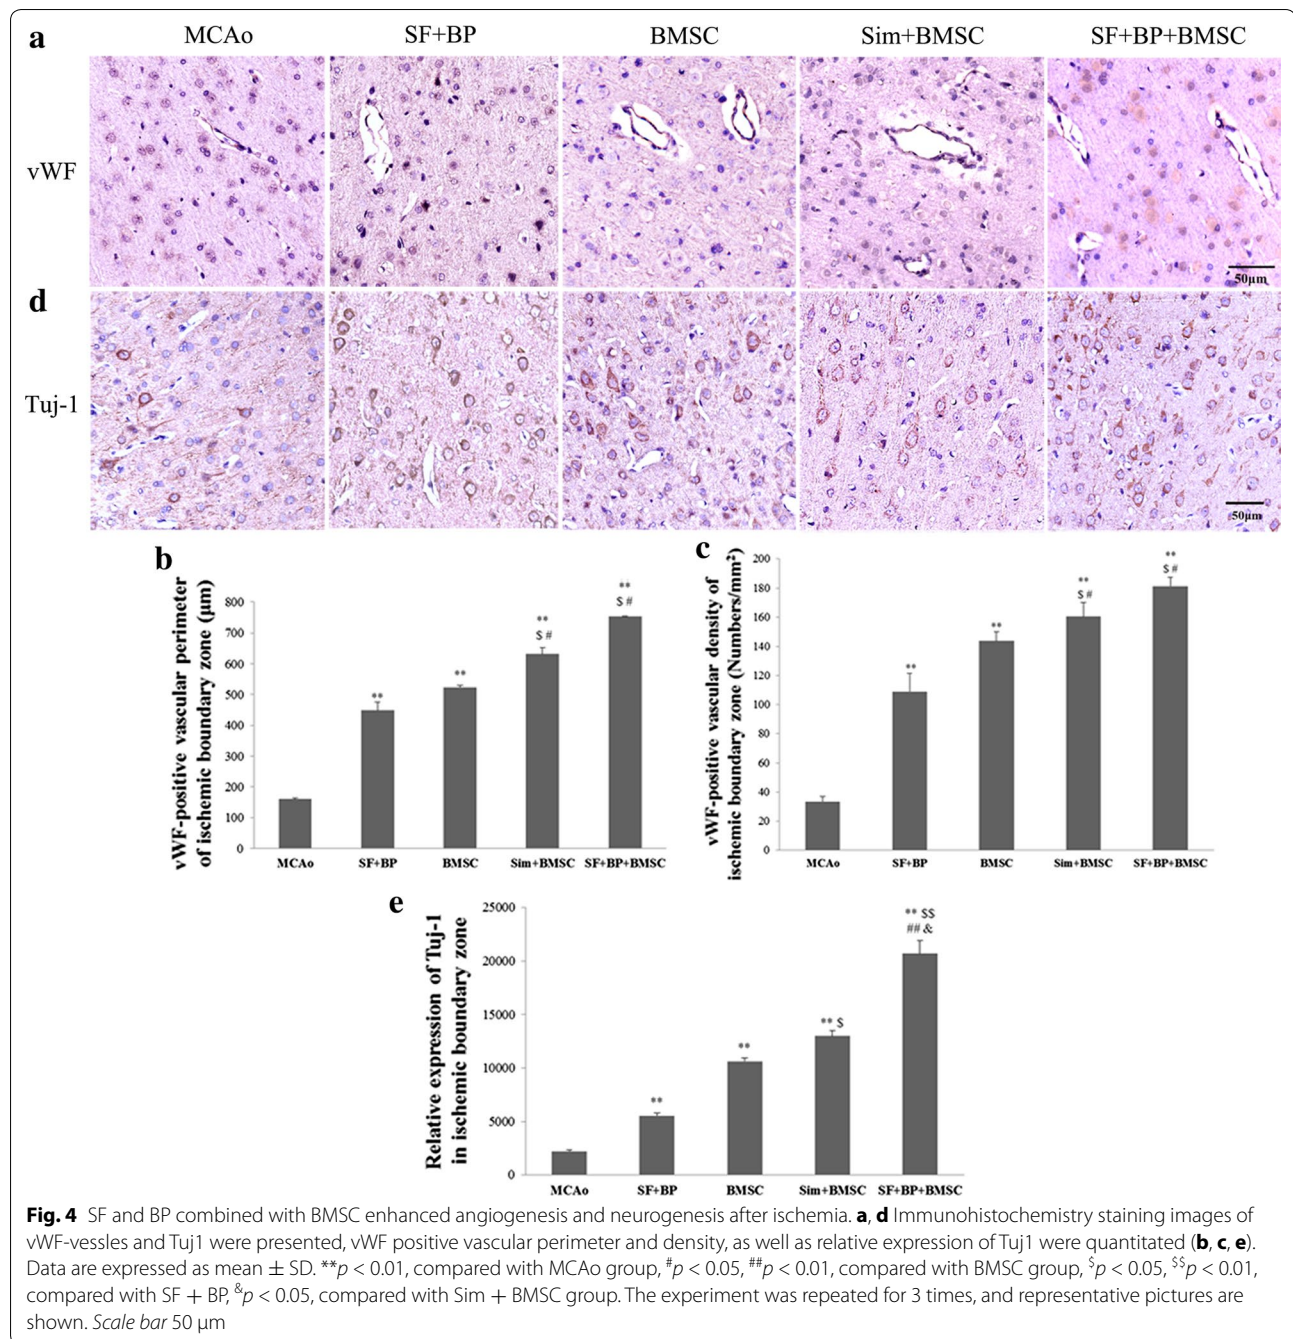 a
MCAo SF+BP BMSC Sim+BMSC SF+BP+BMSC
vWF
50μm
d
Tuj-1
50μm
b
vWF-positive vascular perimeter
of ischemic boundary zone (μm)
800
700
600
500
400
300
200
100
0
**
**
**
$ #
**
$ #
MCAo SF+BP BMSC Sim+BMSC SF+BP+BMSC
c
vWF-positive vascular density of
ischemic boundary zone (Numbers/mm²)
200
180
160
140
120
100
80
60
40
20
0
**
**
**
$ #
**
$ #
MCAo SF+BP BMSC Sim+BMSC SF+BP+BMSC
e
Relative expression of Tuj-1
in ischemic boundary zone
25000
20000
15000
10000
5000
0
**
**
** $
** $$
## &
MCAo SF+BP BMSC Sim+BMSC SF+BP+BMSC
Fig. 4 SF and BP combined with BMSC enhanced angiogenesis and neurogenesis after ischemia. a, d Immunohistochemistry staining images of
vWF-vessles and Tuj1 were presented, vWF positive vascular perimeter and density, as well as relative expression of Tuj1 were quantitated (b, c, e).
Data are expressed as mean ± SD. **p < 0.01, compared with MCAo group, #p < 0.05, ##p < 0.01, compared with BMSC group, $p < 0.05, $$p < 0.01,
compared with SF + BP, &p < 0.05, compared with Sim + BMSC group. The experiment was repeated for 3 times, and representative pictures are
shown. Scale bar 50 μm